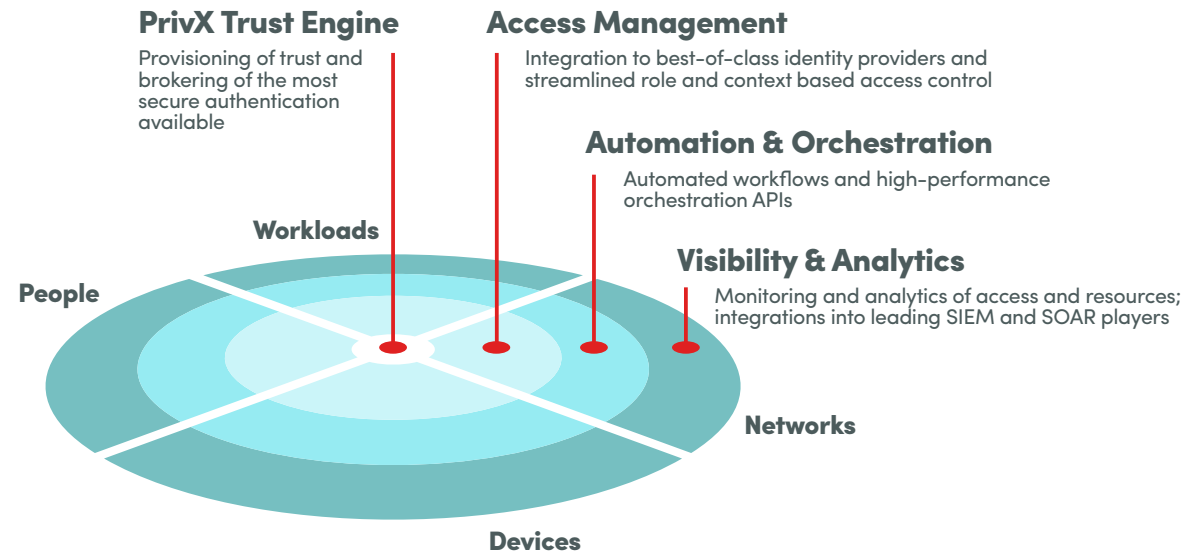 PrivX Trust Engine
Provisioning of trust and
brokering of the most
secure authentication
available
Access Management
Integration to best-of-class identity providers and
streamlined role and context based access control
Automation & Orchestration
Automated workflows and high-performance
orchestration APIs
Visibility & Analytics
Monitoring and analytics of access and resources;
integrations into leading SIEM and SOAR players
Workloads
People
Networks
Devices